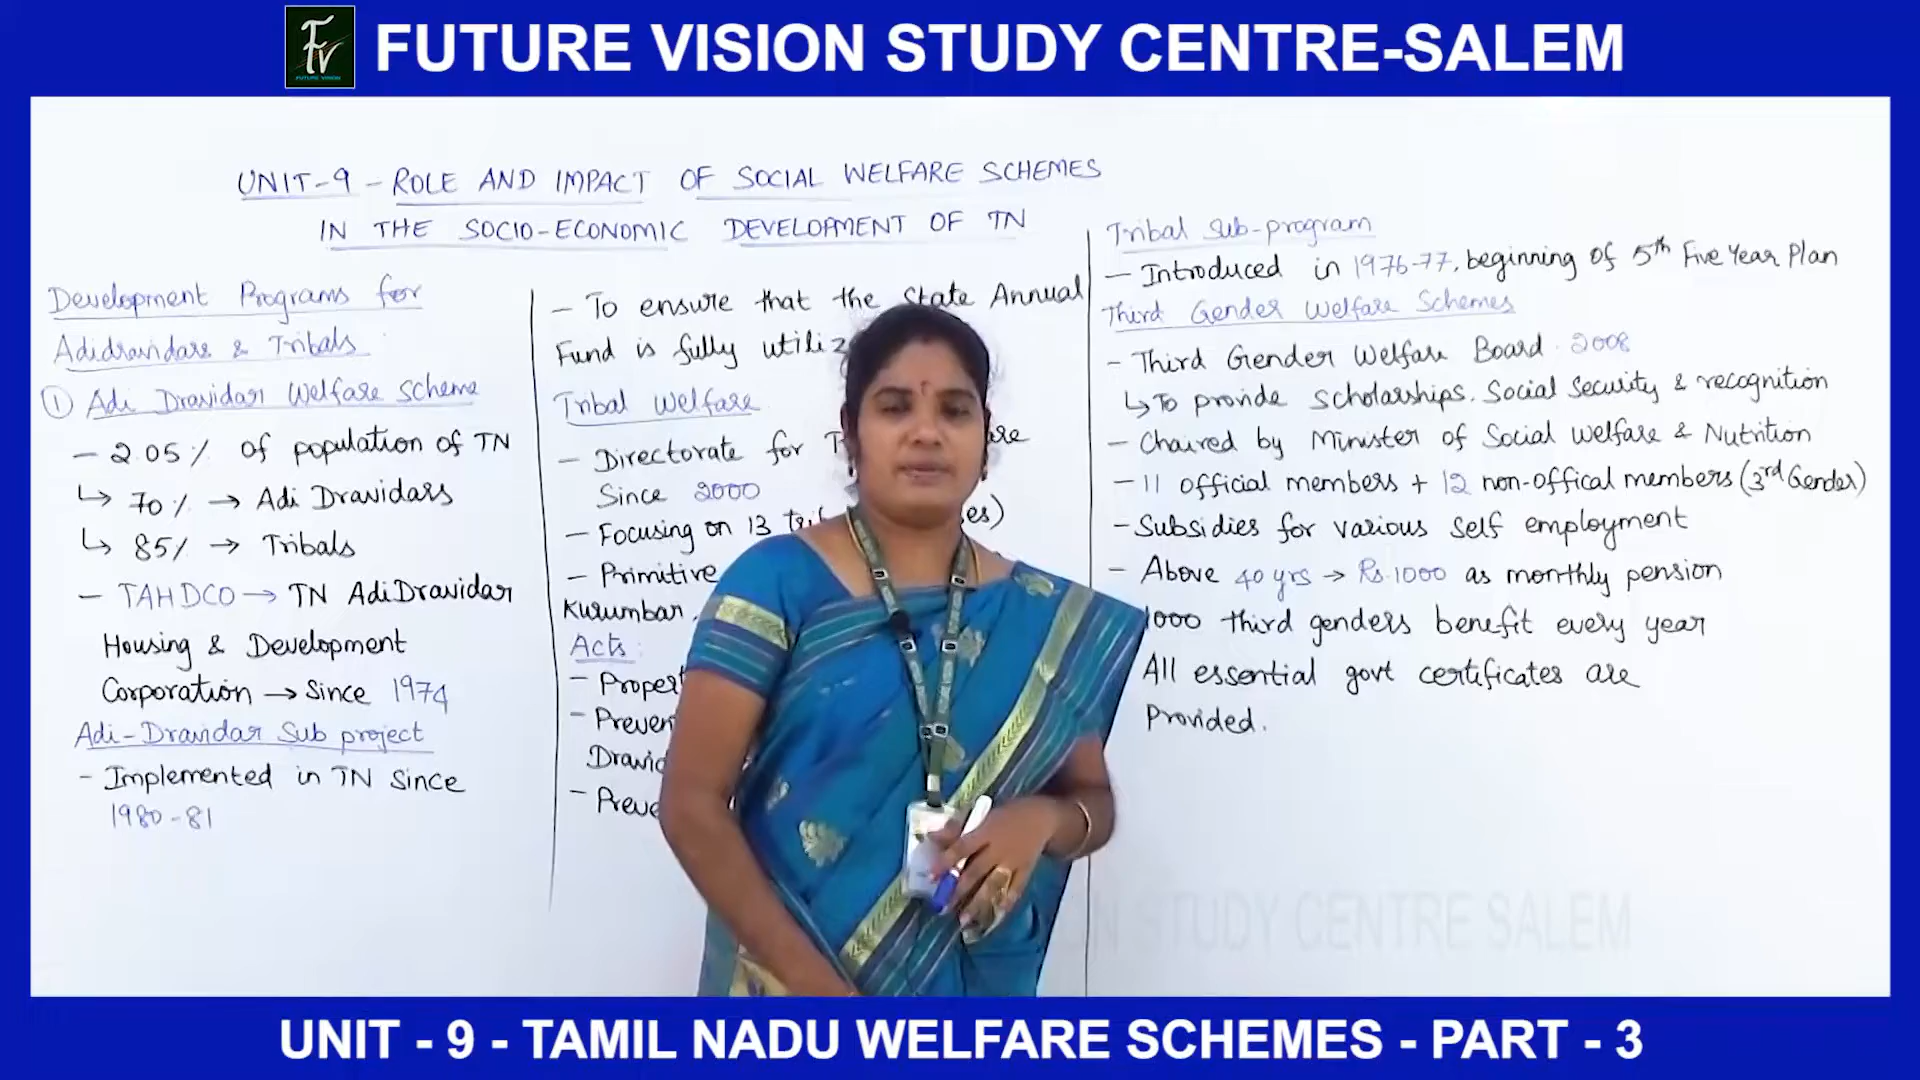 FUTURE VISION STUDY CENTRE-SALEM
FV
FUTURE VISION
UNIT-9 - ROLE AND IMPACT OF SOCIAL WELFARE SCHEMES
IN THE SOCIO-ECONOMIC DEVELOPMENT OF TN
Development Programs for
Adidravidars & Tribals
① Adi Dravidar Welfare Scheme
- 2.05% of population of TN
↳ 70% → Adi Dravidars
↳ 85% → Tribals
- TAHDCO → TN AdiDravidar
Housing & Development
Corporation → Since 1974
Adi-Dravidar Sub project
- Implemented in TN Since
1980-81
- To ensure that the State Annual
Fund is fully
Tribal Welfare
- Directorate for
Since 2000
- Focusing on 13
- Primitive
Kurumbar,
Acts:
Tribal Sub-program
- Introduced in 1976-77, beginning of 5th Five Year Plan
Third Gender Welfare Schemes
- Third Gender Welfare Board 2008
↳ To provide scholarships, Social Security & recognition
- Chaired by Minister of Social Welfare & Nutrition
- 11 official members + 12 non-offical members (3rd Gender)
- Subsidies for various self employment
- Above 40 yrs → Rs.1000 as monthly pension
1000 third genders benefit every year
All essential govt certificates are
Provided.
STUDY CENTRE SALEM
UNIT - 9 - TAMIL NADU WELFARE SCHEMES - PART - 3